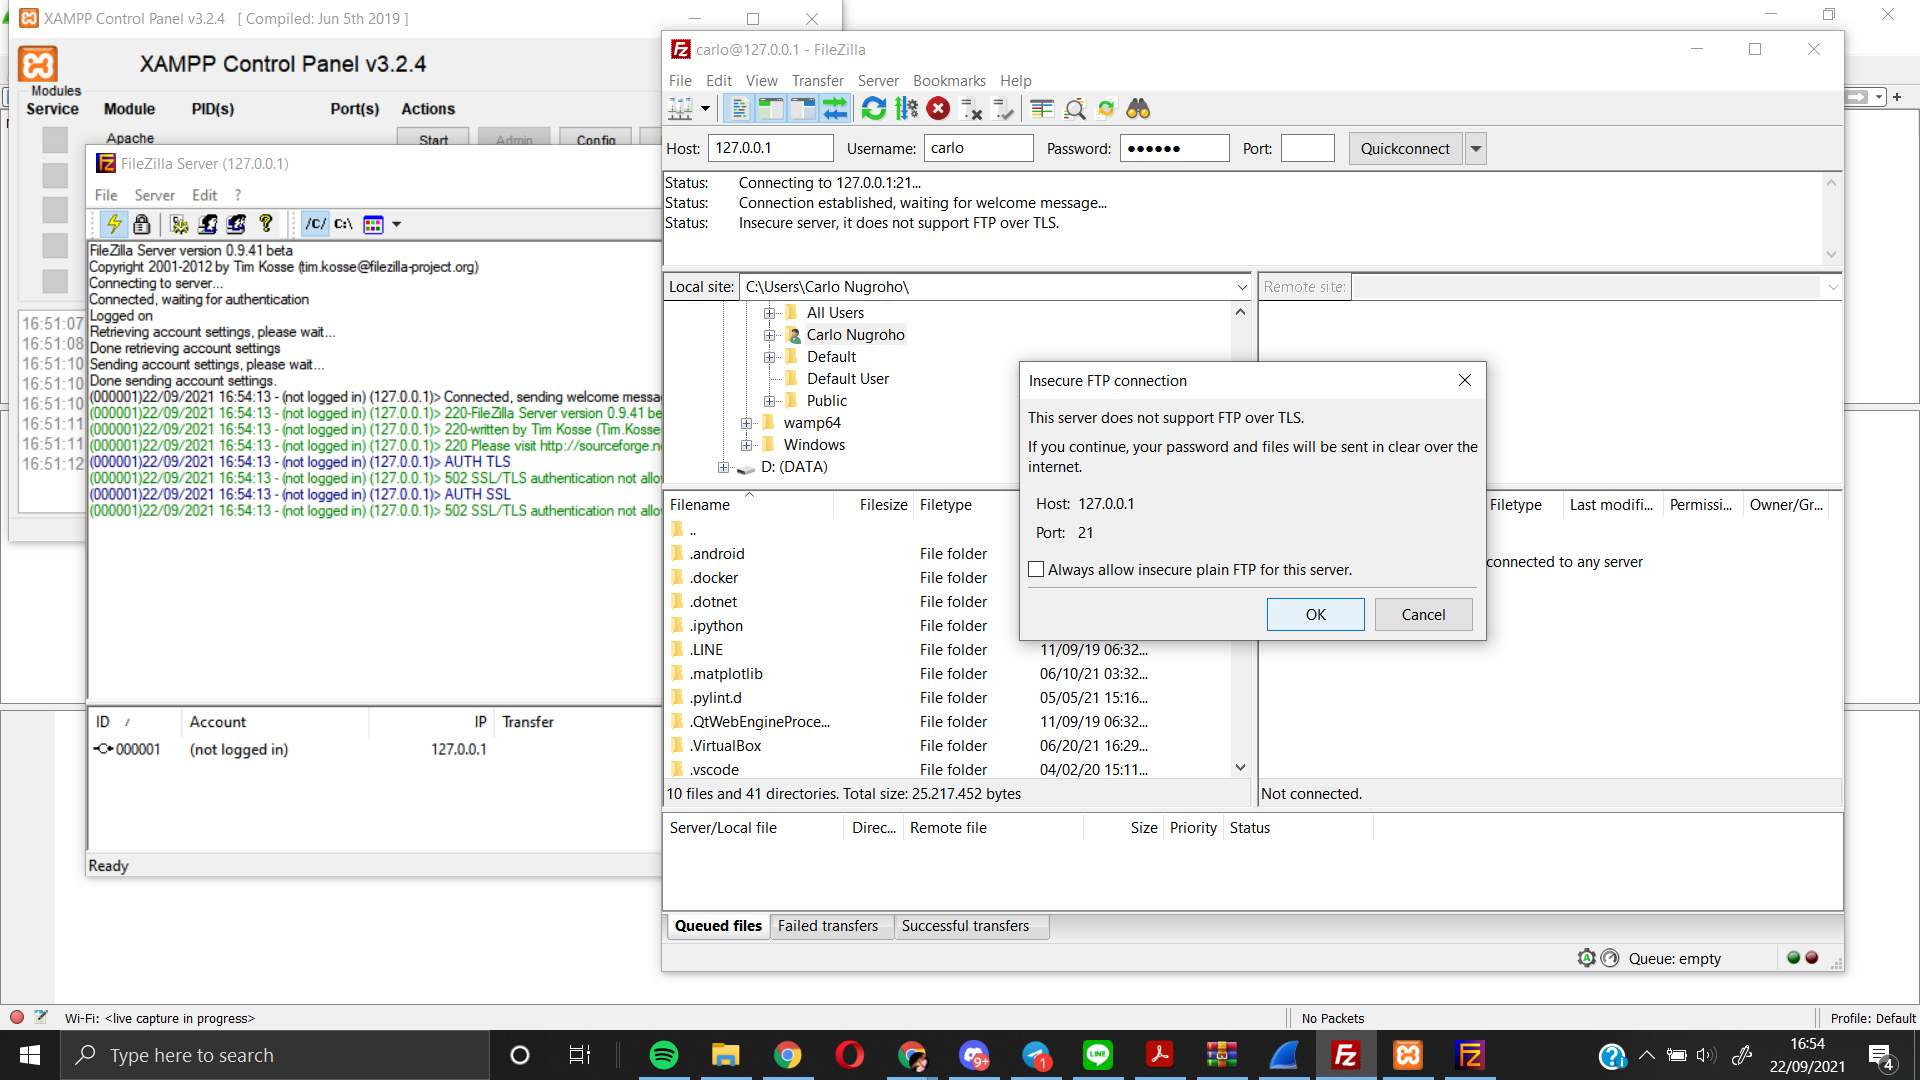 XAMPP Control Panel v3.2.4   [ Compiled: Jun 5th 2019 ]
XAMPP Control Panel v3.2.4
Modules
Service Module PID(s) Port(s) Actions
Apache Start Admin Config
16:51:07
16:51:08
16:51:10
16:51:10
16:51:10
16:51:11
16:51:11
16:51:12
FileZilla Server (127.0.0.1)
File Server Edit ?
/C/ C:\
FileZilla Server version 0.9.41 beta
Copyright 2001-2012 by Tim Kosse (tim.kosse@filezilla-project.org)
Connecting to server...
Connected, waiting for authentication
Logged on
Retrieving account settings, please wait...
Done retrieving account settings
Sending account settings, please wait...
Done sending account settings.
(000001)22/09/2021 16:54:13 - (not logged in) (127.0.0.1)> Connected, sending welcome messa
(000001)22/09/2021 16:54:13 - (not logged in) (127.0.0.1)> 220-FileZilla Server version 0.9.41 be
(000001)22/09/2021 16:54:13 - (not logged in) (127.0.0.1)> 220-written by Tim Kosse (Tim.Kosse
(000001)22/09/2021 16:54:13 - (not logged in) (127.0.0.1)> 220 Please visit http://sourceforge.n
(000001)22/09/2021 16:54:13 - (not logged in) (127.0.0.1)> AUTH TLS
(000001)22/09/2021 16:54:13 - (not logged in) (127.0.0.1)> 502 SSL/TLS authentication not allo
(000001)22/09/2021 16:54:13 - (not logged in) (127.0.0.1)> AUTH SSL
(000001)22/09/2021 16:54:13 - (not logged in) (127.0.0.1)> 502 SSL/TLS authentication not allo
ID / Account IP Transfer
000001 (not logged in) 127.0.0.1
Ready
carlo@127.0.0.1 - FileZilla
File Edit View Transfer Server Bookmarks Help
Host: 127.0.0.1 Username: carlo Password: ●●●●●● Port: Quickconnect
Status: Connecting to 127.0.0.1:21...
Status: Connection established, waiting for welcome message...
Status: Insecure server, it does not support FTP over TLS.
Local site: C:\Users\Carlo Nugroho\
Remote site:
All Users
Carlo Nugroho
Default
Default User
Public
wamp64
Windows
D: (DATA)
Filename Filesize Filetype
..
.android File folder
.docker File folder
.dotnet File folder
.ipython File folder
.LINE File folder 11/09/19 06:32...
.matplotlib File folder 06/10/21 03:32...
.pylint.d File folder 05/05/21 15:16...
.QtWebEngineProce... File folder 11/09/19 06:32...
.VirtualBox File folder 06/20/21 16:29...
.vscode File folder 04/02/20 15:11...
10 files and 41 directories. Total size: 25.217.452 bytes
Filetype Last modifi... Permissi... Owner/Gr...
connected to any server
Not connected.
Insecure FTP connection
This server does not support FTP over TLS.
If you continue, your password and files will be sent in clear over the
internet.
Host: 127.0.0.1
Port: 21
Always allow insecure plain FTP for this server.
OK Cancel
Server/Local file Direc... Remote file Size Priority Status
Queued files Failed transfers Successful transfers
Queue: empty
Wi-Fi: <live capture in progress> No Packets Profile: Default
Type here to search
9+
1
LINE
16:54
22/09/2021
4